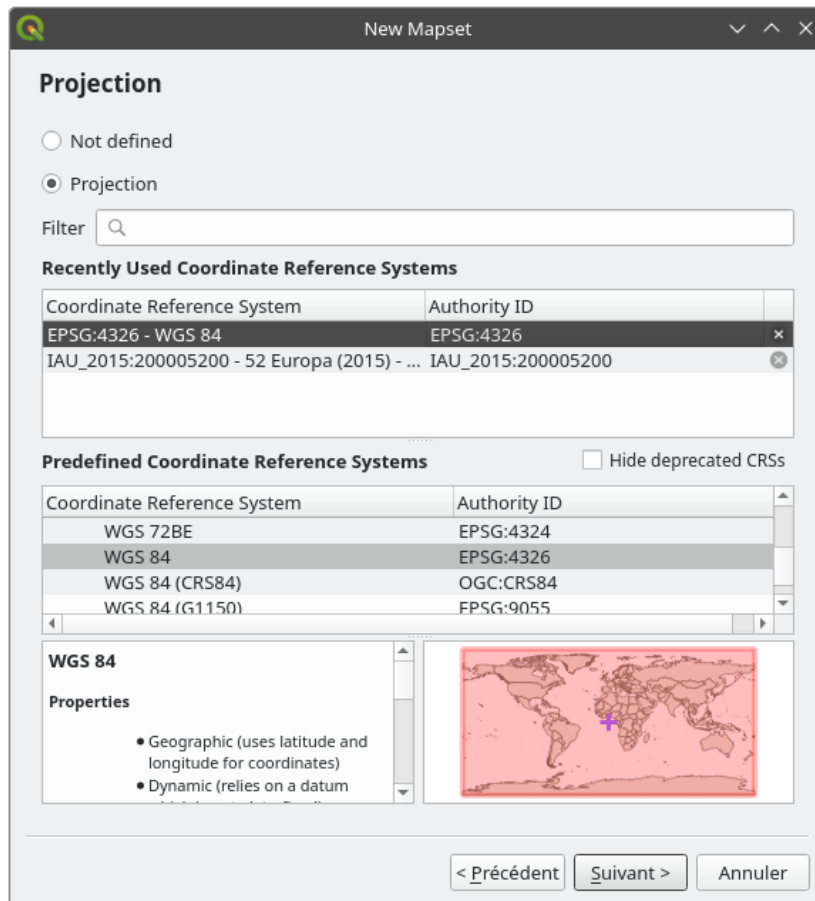 New Mapset
Projection
Not defined
Projection
Filter
Recently Used Coordinate Reference Systems
Coordinate Reference System Authority ID
EPSG:4326 - WGS 84 EPSG:4326
IAU_2015:200005200 - 52 Europa (2015) - ... IAU_2015:200005200
Predefined Coordinate Reference Systems Hide deprecated CRSs
Coordinate Reference System Authority ID
WGS 72BE EPSG:4324
WGS 84 EPSG:4326
WGS 84 (CRS84) OGC:CRS84
WGS 84 (G1150) EPSG:9055
WGS 84
Properties
• Geographic (uses latitude and
longitude for coordinates)
• Dynamic (relies on a datum
< Précédent Suivant > Annuler